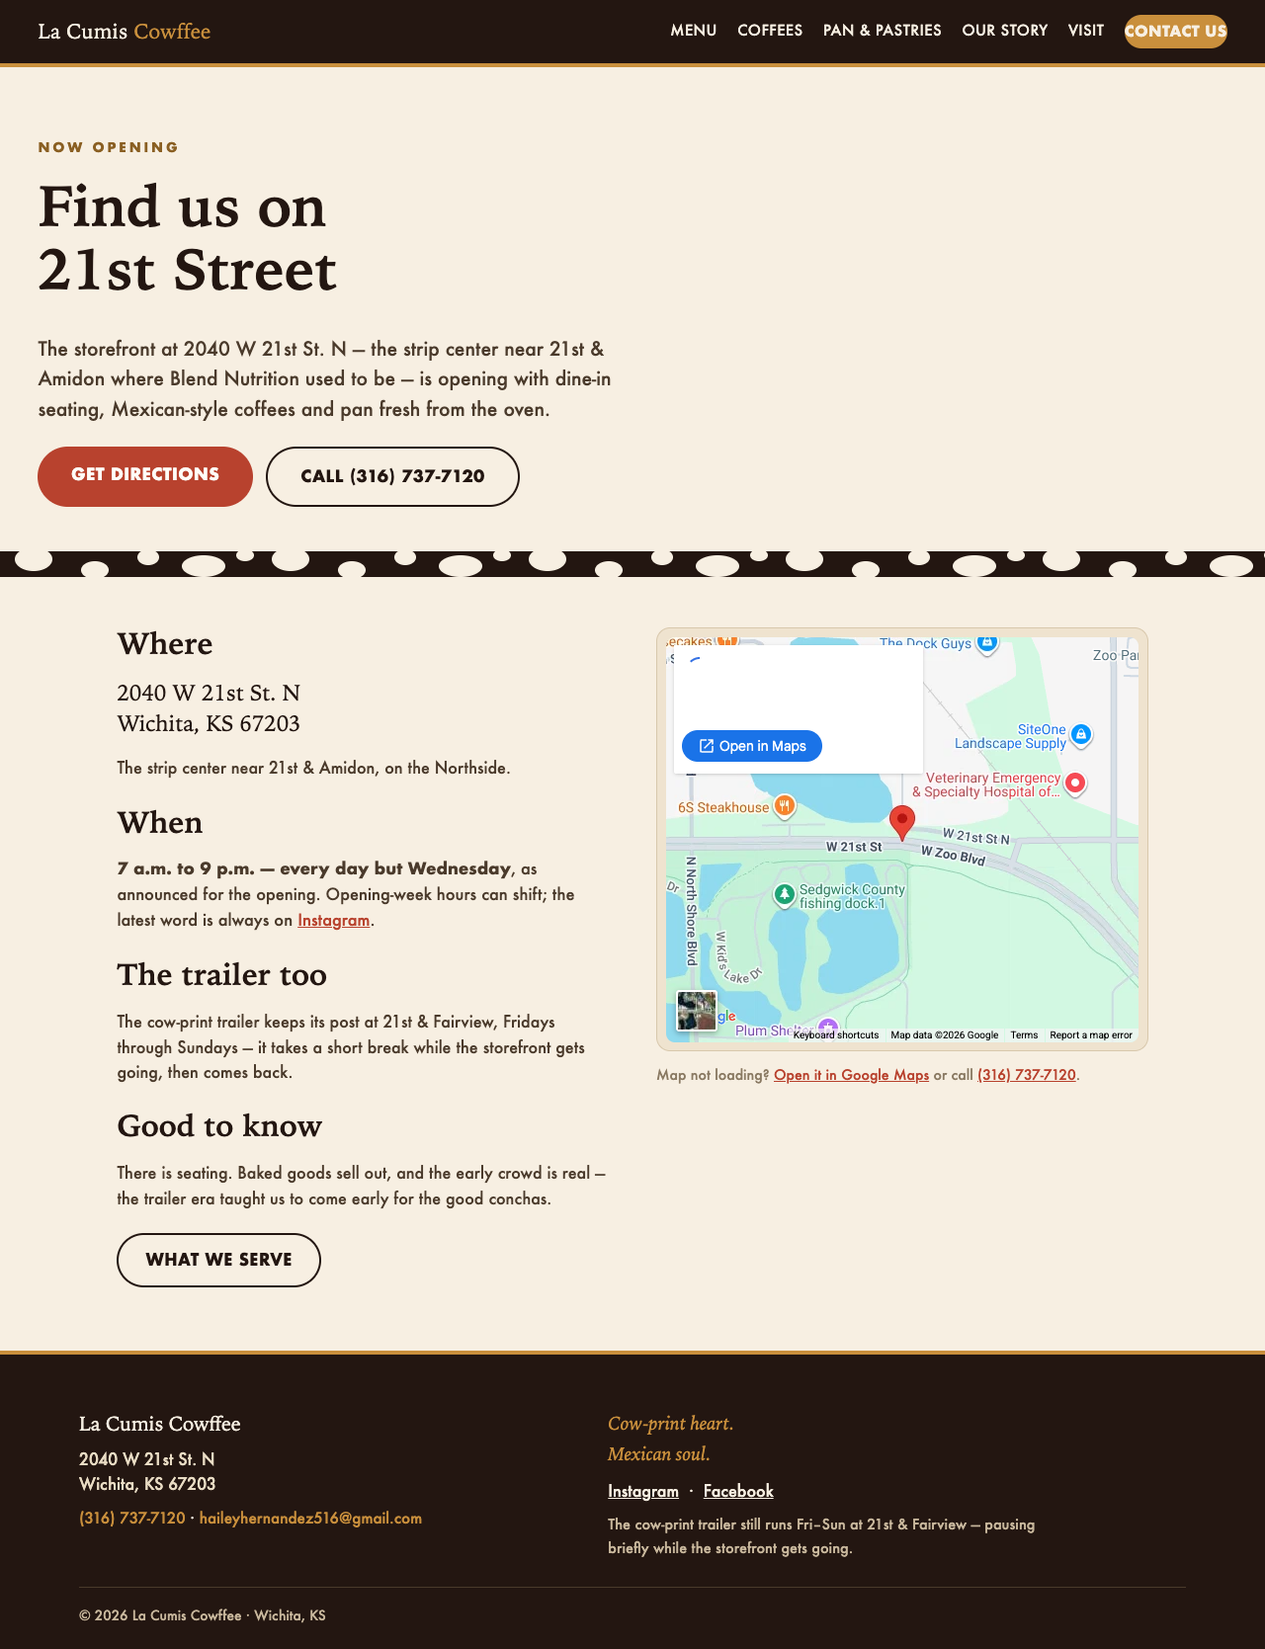 La Cumis Cowffee
MENU COFFEES PAN & PASTRIES OUR STORY VISIT CONTACT US
NOW OPENING
Find us on
21st Street
The storefront at 2040 W 21st St. N — the strip center near 21st &
Amidon where Blend Nutrition used to be — is opening with dine-in
seating, Mexican-style coffees and pan fresh from the oven.
GET DIRECTIONS
CALL (316) 737-7120
Where
2040 W 21st St. N
Wichita, KS 67203
The strip center near 21st & Amidon, on the Northside.
When
7 a.m. to 9 p.m. — every day but Wednesday, as
announced for the opening. Opening-week hours can shift; the
latest word is always on Instagram.
The trailer too
The cow-print trailer keeps its post at 21st & Fairview, Fridays
through Sundays — it takes a short break while the storefront gets
going, then comes back.
Good to know
There is seating. Baked goods sell out, and the early crowd is real —
the trailer era taught us to come early for the good conchas.
WHAT WE SERVE
The Dock Guys
Open in Maps
SiteOne
Landscape Supply
Veterinary Emergency
& Specialty Hospital of...
6S Steakhouse
W 21st St N
W 21st St
W Zoo Blvd
Sedgwick County
fishing dock.1
N North Shore Blvd
Dr
W Kid's Lake Dr
Keyboard shortcuts Map data ©2026 Google Terms Report a map error
Map not loading? Open it in Google Maps or call (316) 737-7120.
La Cumis Cowffee
2040 W 21st St. N
Wichita, KS 67203
(316) 737-7120 · haileyhernandez516@gmail.com
Cow-print heart.
Mexican soul.
Instagram · Facebook
The cow-print trailer still runs Fri–Sun at 21st & Fairview — pausing
briefly while the storefront gets going.
© 2026 La Cumis Cowffee · Wichita, KS